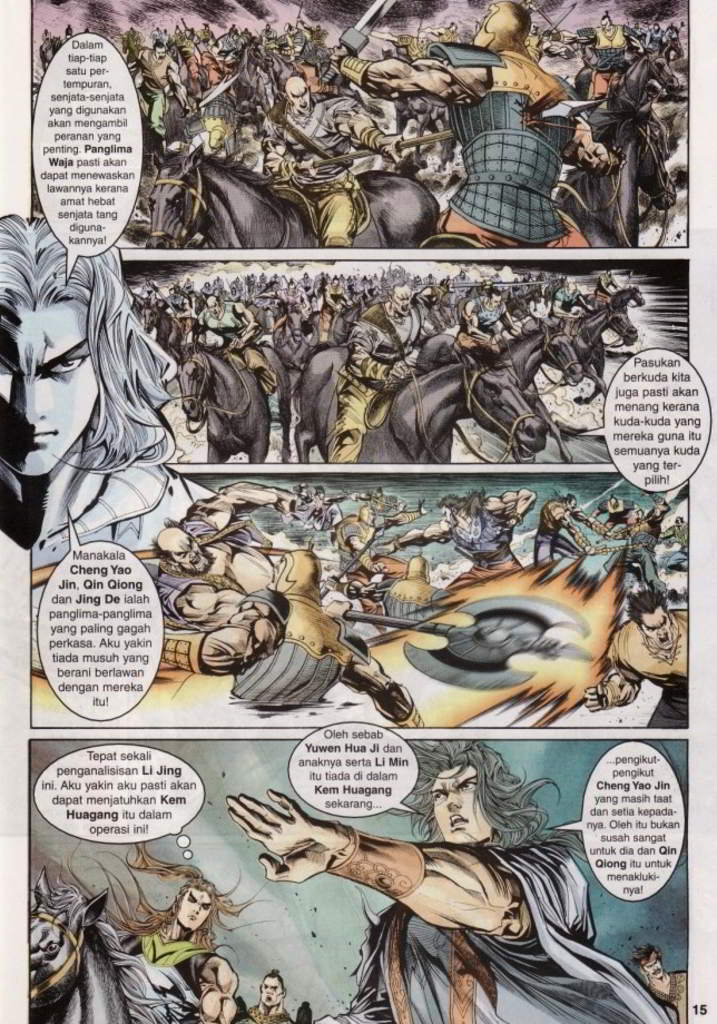 Dalam
tiap-tiap
satu per-
tempuran,
senjata-senjata
yang digunakan
akan mengambil
peranan yang
penting. Panglima
Waja pasti akan
dapat menewaskan
lawannya kerana
amat hebat
senjata tang
diguna-
kannya!
Pasukan
berkuda kita
juga pasti akan
menang kerana
kuda-kuda yang
mereka guna itu
semuanya kuda
yang ter-
pilih!
Manakala
Cheng Yao
Jin, Qin Qiong
dan Jing De ialah
panglima-panglima
yang paling gagah
perkasa. Aku yakin
tiada musuh yang
berani berlawan
dengan mereka
itu!
Tepat sekali
penganalisisan Li Jing
ini. Aku yakin aku pasti akan
dapat menjatuhkan Kem
Huagang itu dalam
operasi ini!
Oleh sebab
Yuwen Hua Ji dan
anaknya serta Li Min
itu tiada di dalam
Kem Huagang
sekarang...
...pengikut-
pengikut
Cheng Yao Jin
yang masih taat
dan setia kepada-
nya. Oleh itu bukan
susah sangat
untuk dia dan Qin
Qiong itu untuk
menakluki-
nya!
15